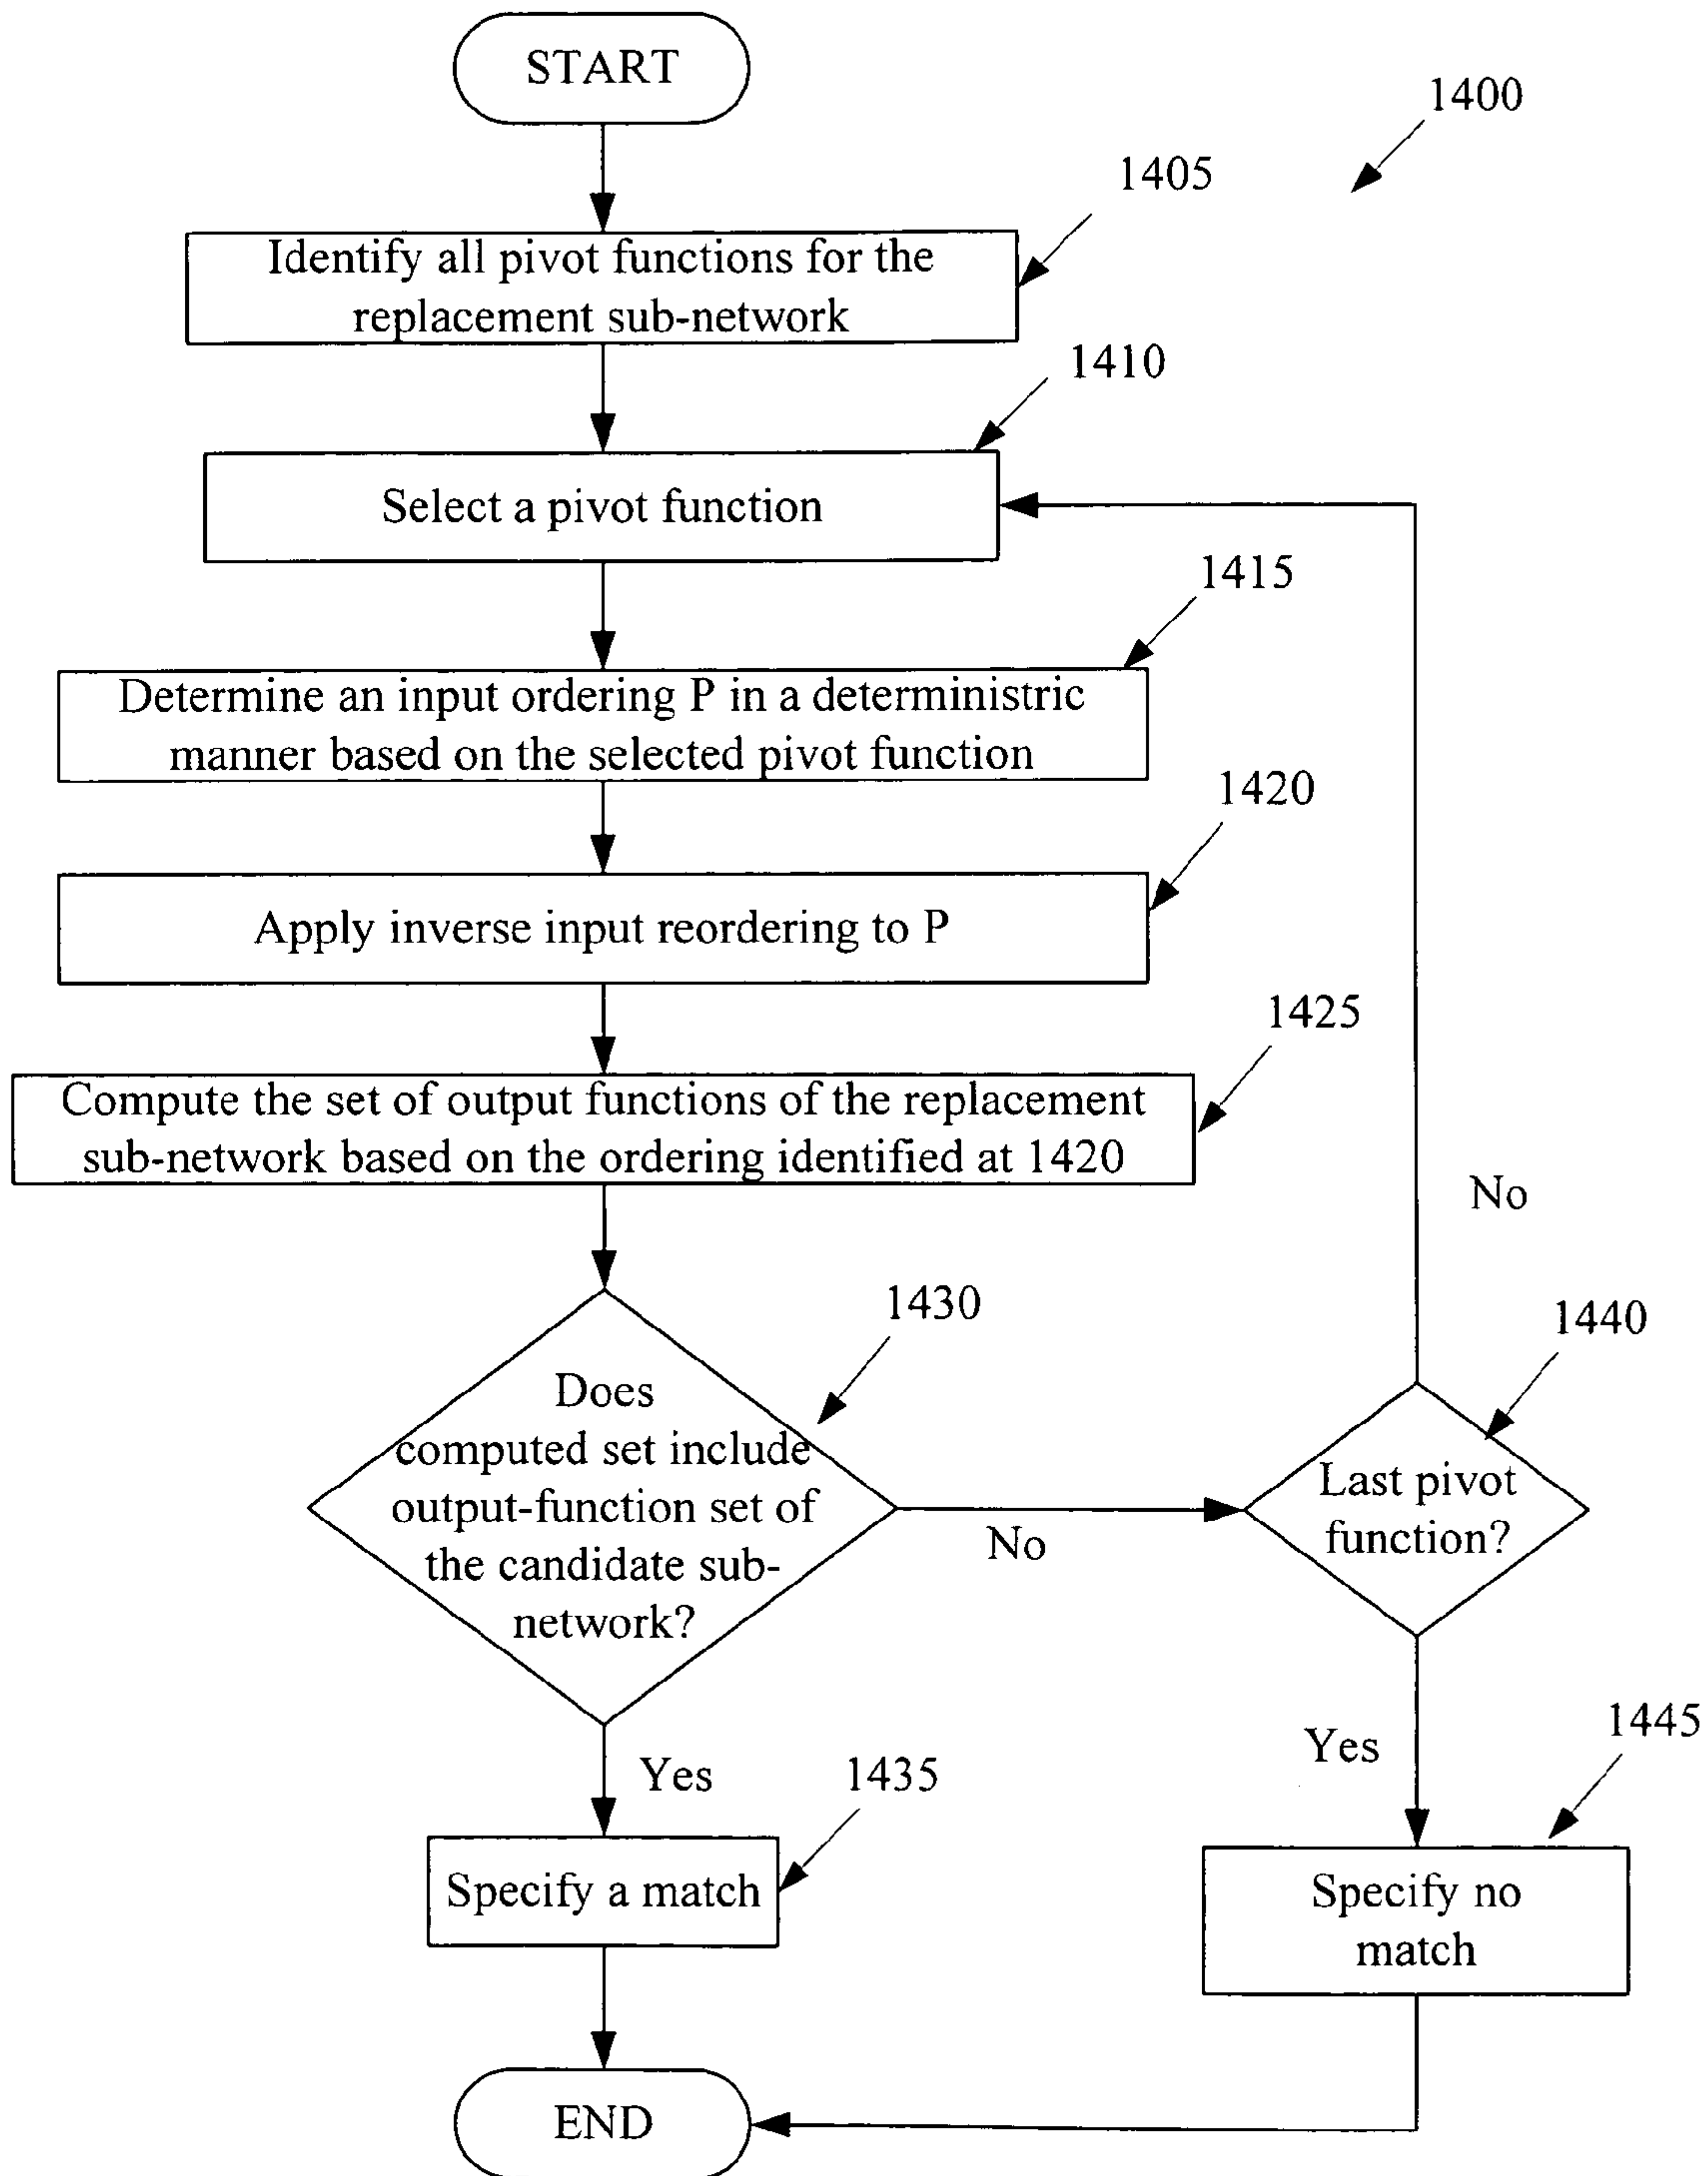 START
1400
1405
Identify all pivot functions for the
replacement sub-network
1410
Select a pivot function
1415
Determine an input ordering P in a deterministric
manner based on the selected pivot function
1420
Apply inverse input reordering to P
1425
Compute the set of output functions of the replacement
sub-network based on the ordering identified at 1420
No
1430
Does
computed set include
output-function set of
the candidate sub-
network?
No
1440
Last pivot
function?
Yes
1435
Specify a match
Yes
1445
Specify no
match
END